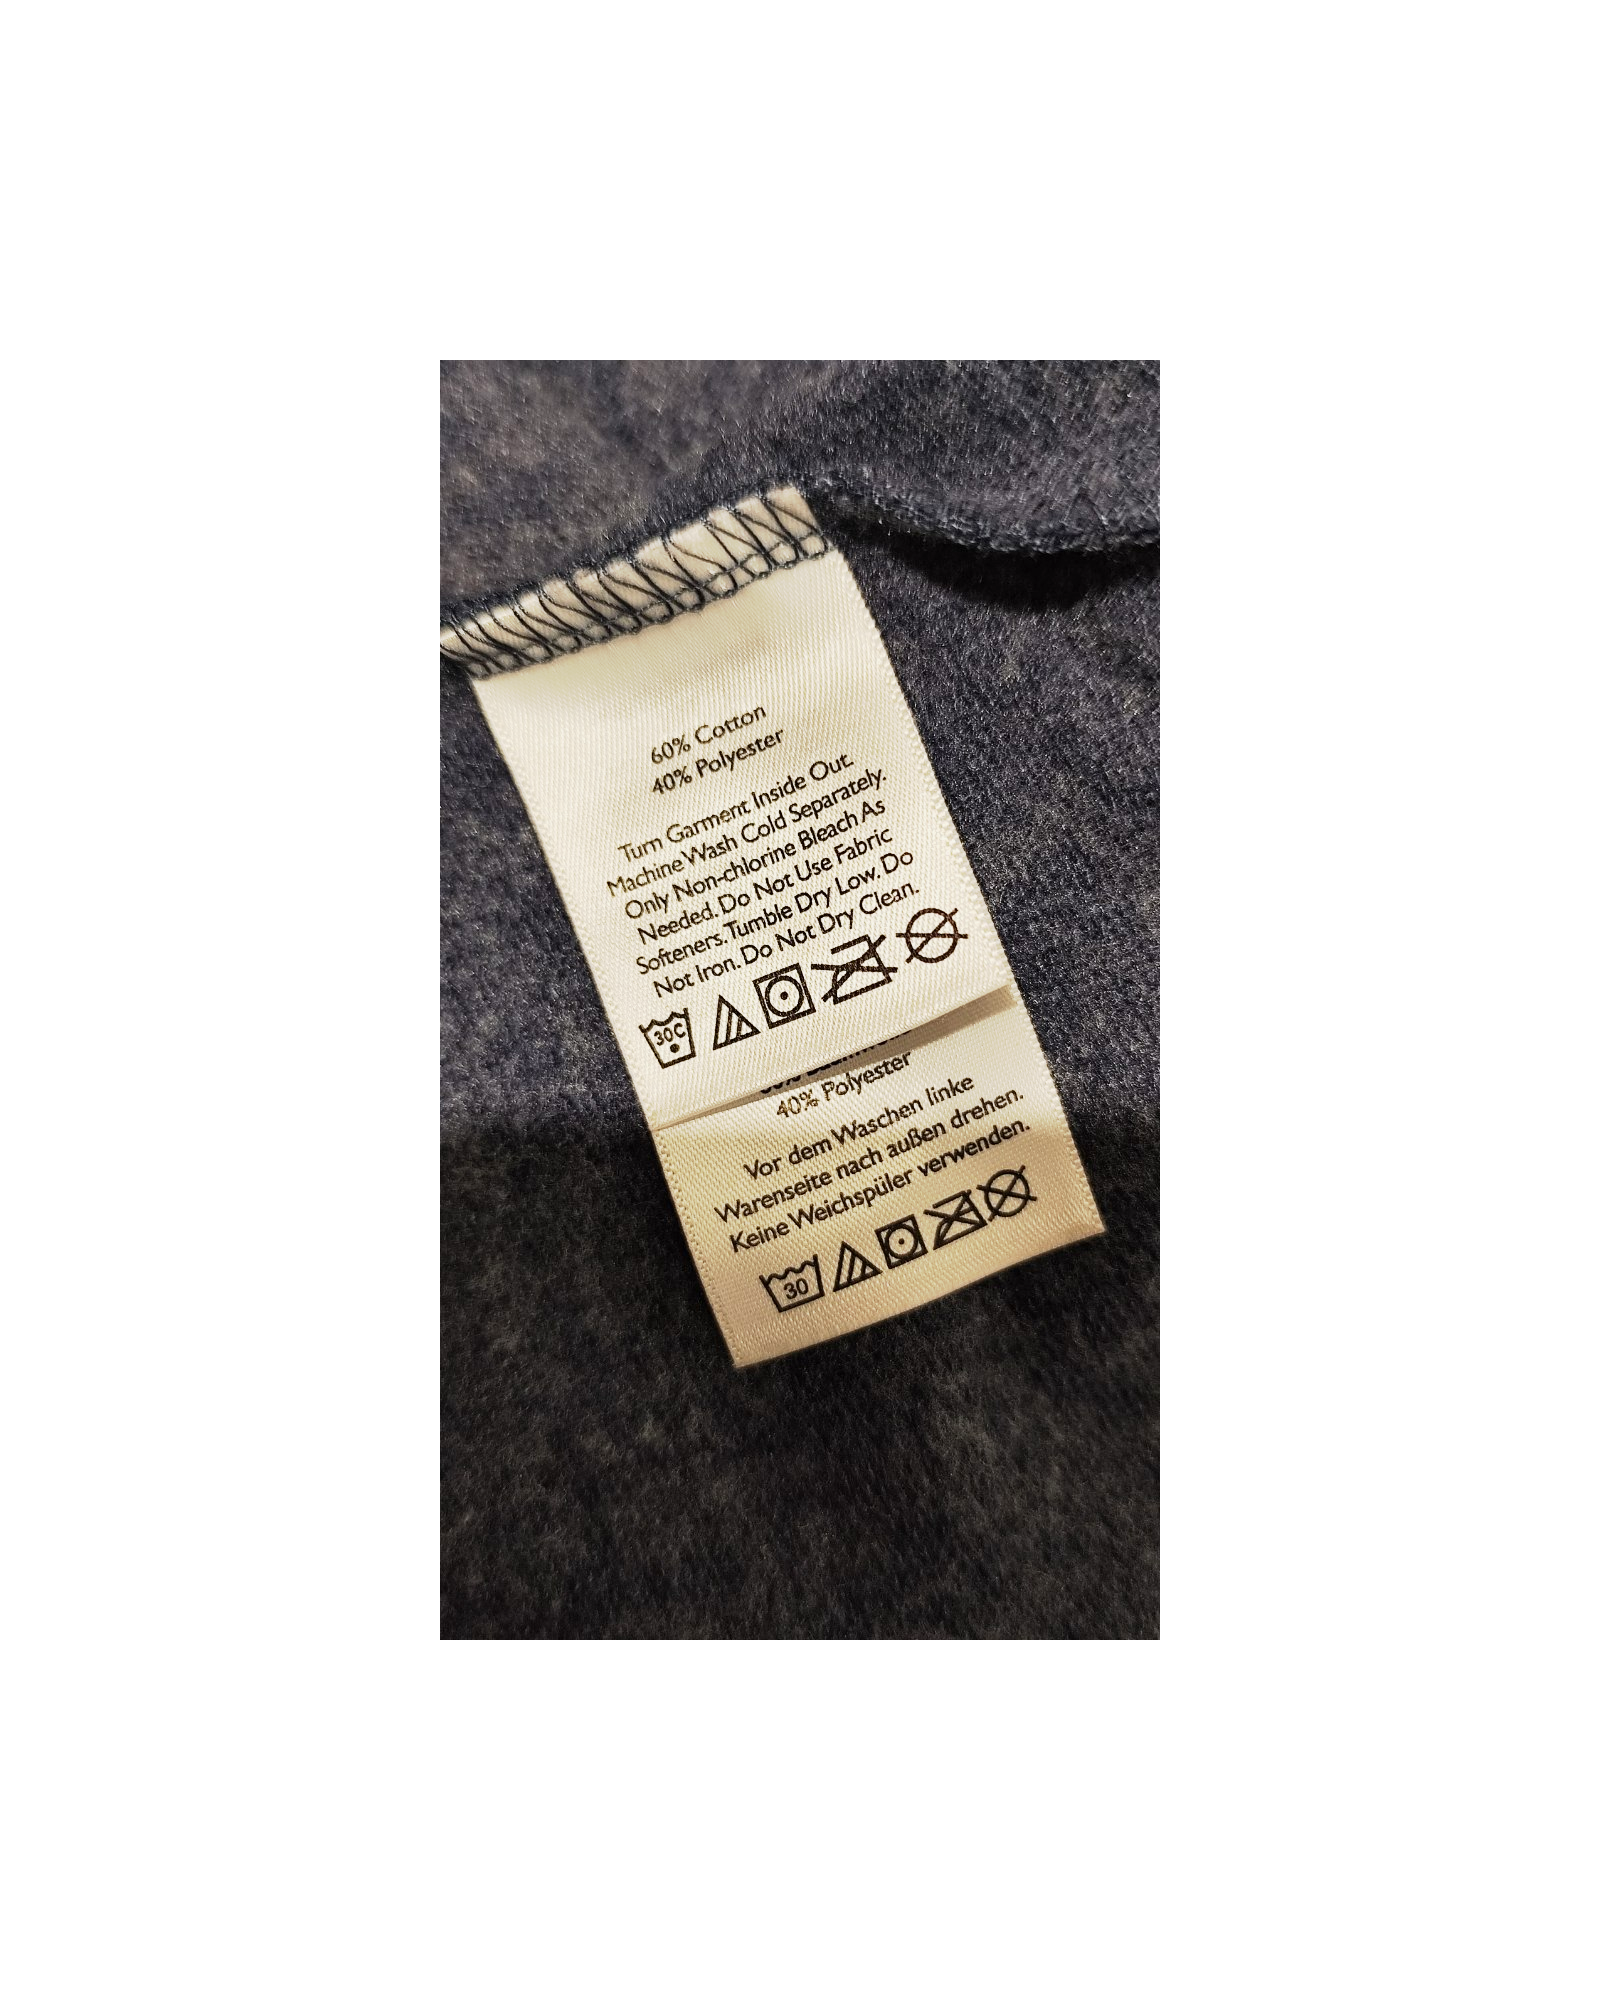 60% Cotton
40% Polyester
Turn Garment Inside Out.
Machine Wash Cold Separately.
Only Non-chlorine Bleach As
Needed. Do Not Use Fabric
Softeners. Tumble Dry Low. Do
Not Iron. Do Not Dry Clean.
30C
40% Polyester
Vor dem Waschen linke
Warenseite nach außen drehen.
Keine Weichspüler verwenden.
30